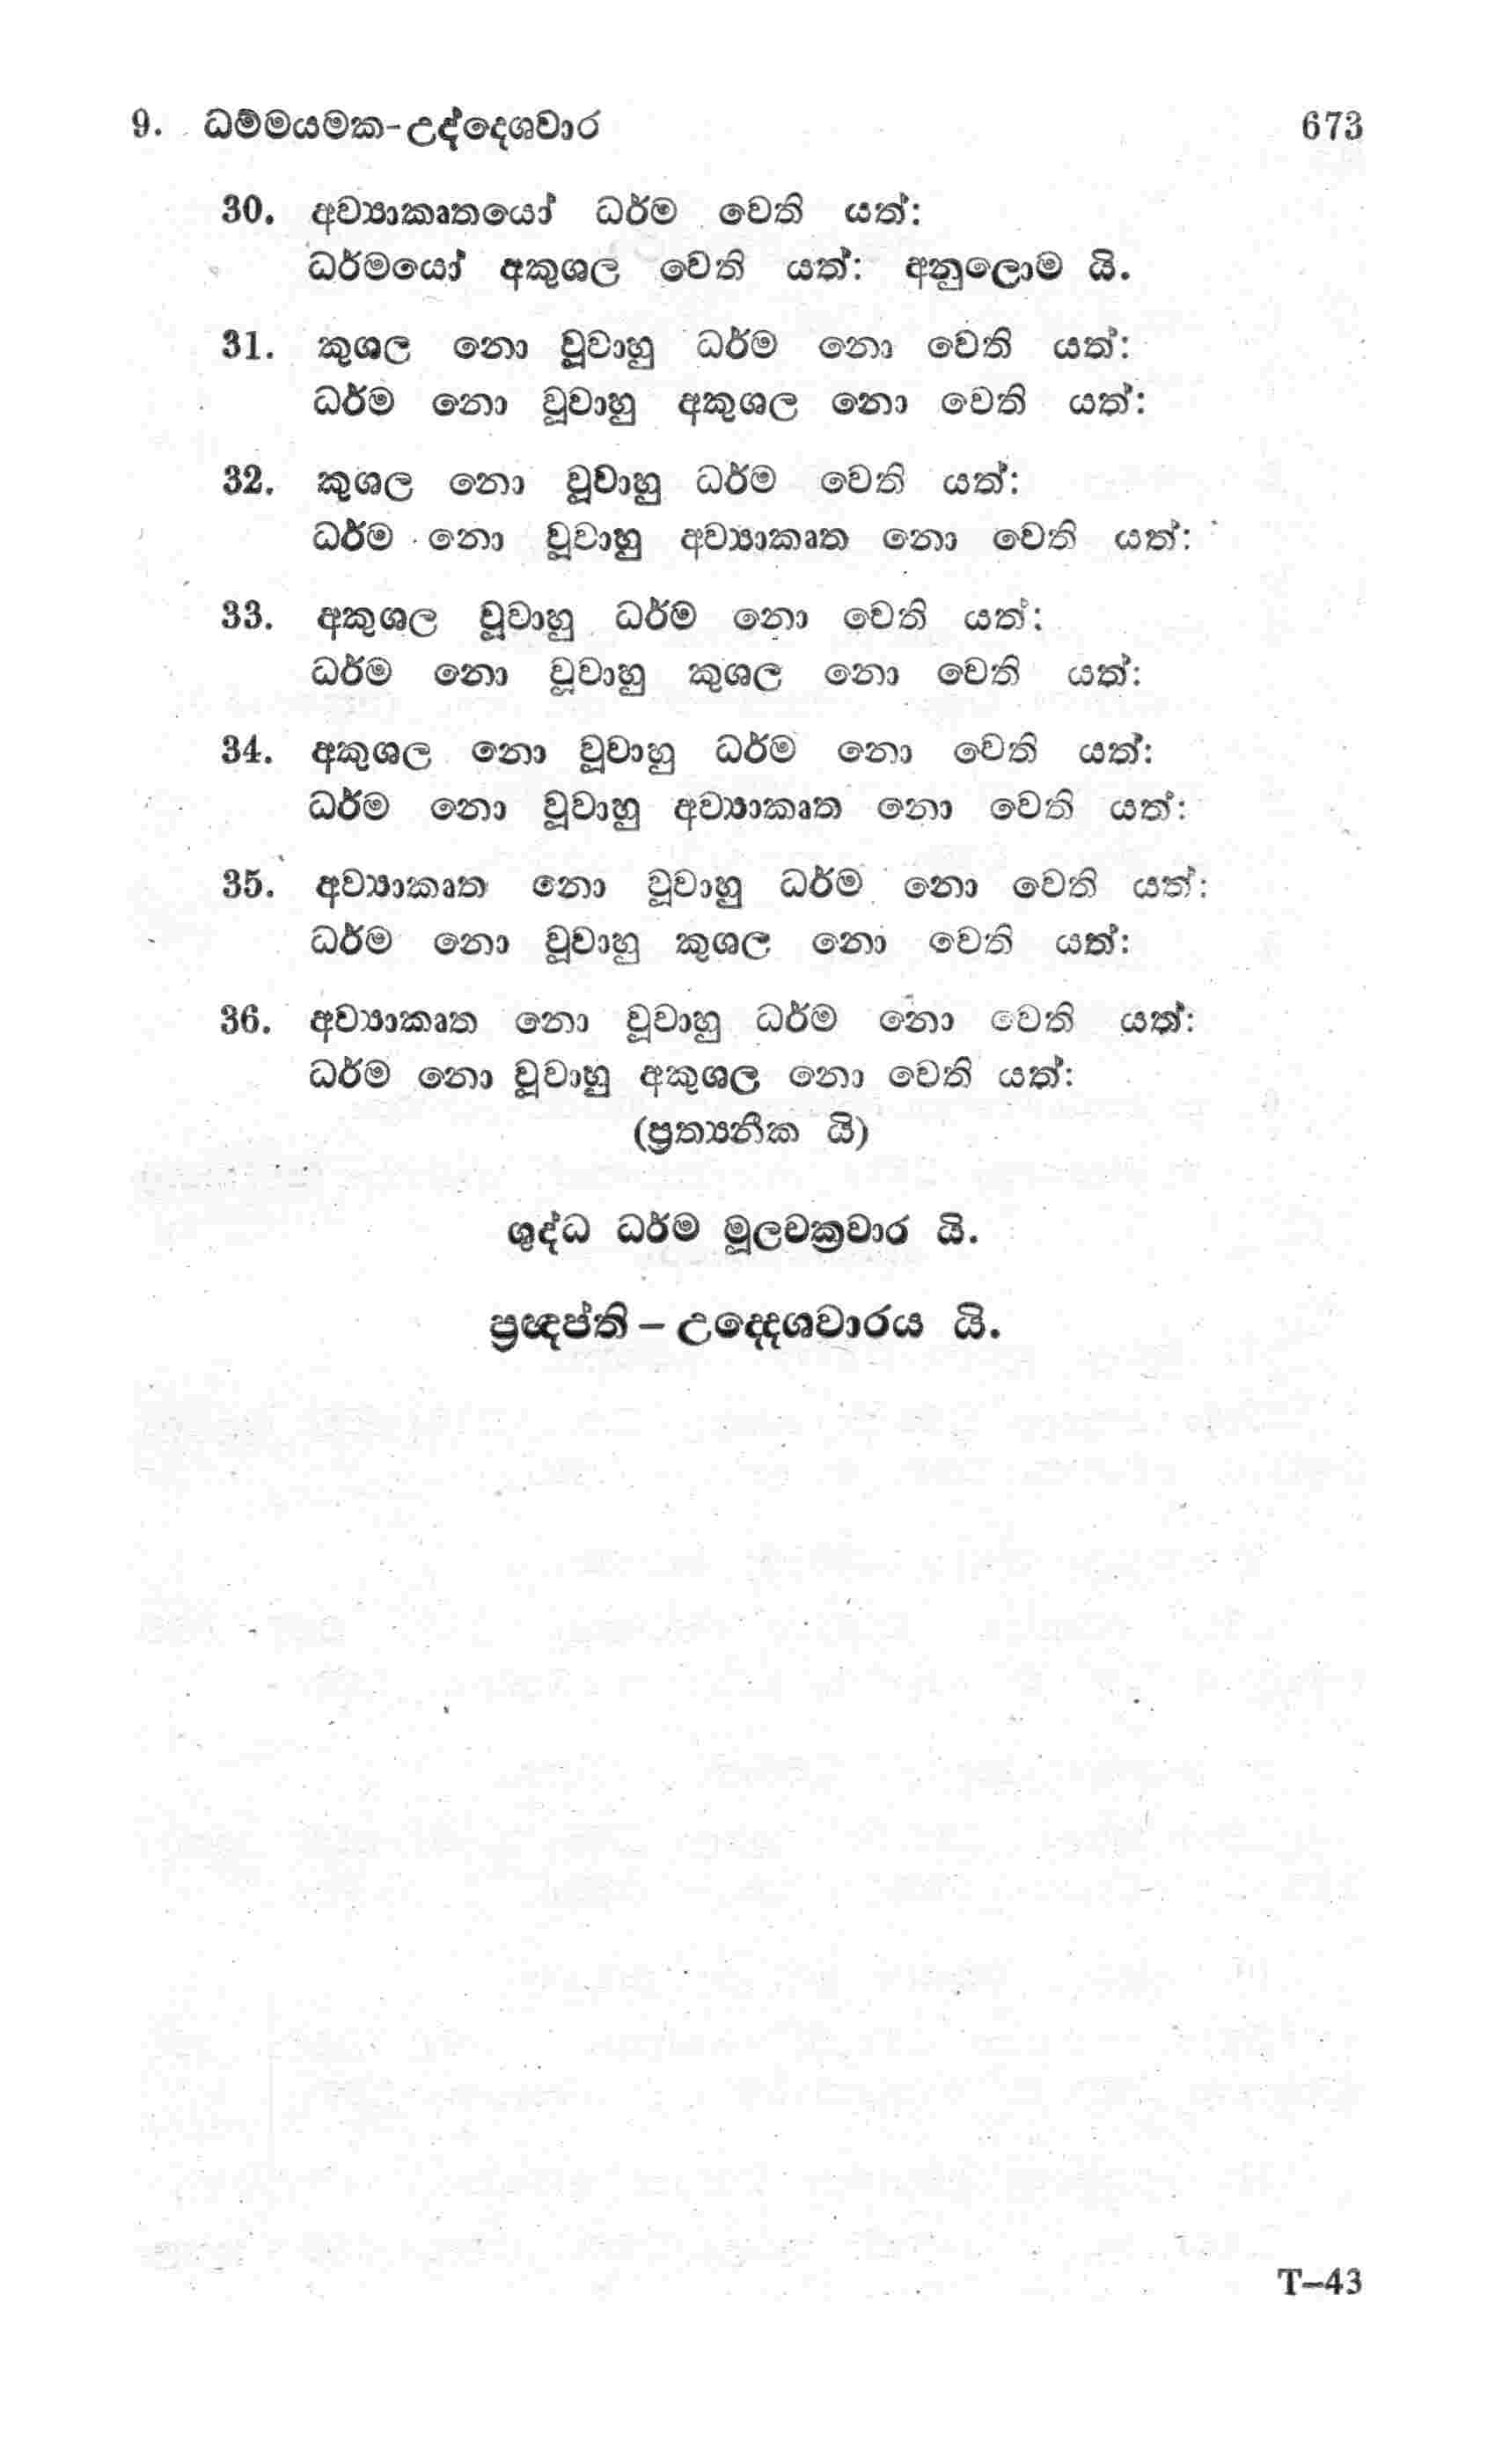 9. ධම්මයමක-උද්දෙශවාර 673
30. අව්‍යාකෘතයෝ ධර්ම වෙති යත්:
ධර්මයෝ අකුශල වෙති යත්: අනුලොම යි.
31. කුශල නො වූවාහු ධර්ම නො වෙති යත්:
ධර්ම නො වූවාහු අකුශල නො වෙති යත්:
32. කුශල නො වූවාහු ධර්ම වෙති යත්:
ධර්ම නො වූවාහු අව්‍යාකෘත නො වෙති යත්:
33. අකුශල වූවාහු ධර්ම නො වෙති යත්:
ධර්ම නො වූවාහු කුශල නො වෙති යත්:
34. අකුශල නො වූවාහු ධර්ම නො වෙති යත්:
ධර්ම නො වූවාහු අව්‍යාකෘත නො වෙති යත්:
35. අව්‍යාකෘත නො වූවාහු ධර්ම නො වෙති යත්:
ධර්ම නො වූවාහු කුශල නො වෙති යත්:
36. අව්‍යාකෘත නො වූවාහු ධර්ම නො වෙති යත්:
ධර්ම නො වූවාහු අකුශල නො වෙති යත්:
(ප්‍රත්‍යනීක යි)
ශුද්ධ ධර්ම මූලචක්‍රවාර යි.
ප්‍රඥප්ති – උද්‍දෙශවාරය යි.
T–43